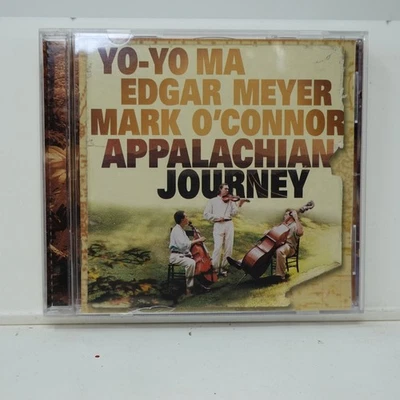 YO-YO MA
EDGAR MEYER
MARK O'CONNOR
APPALACHIAN
JOURNEY